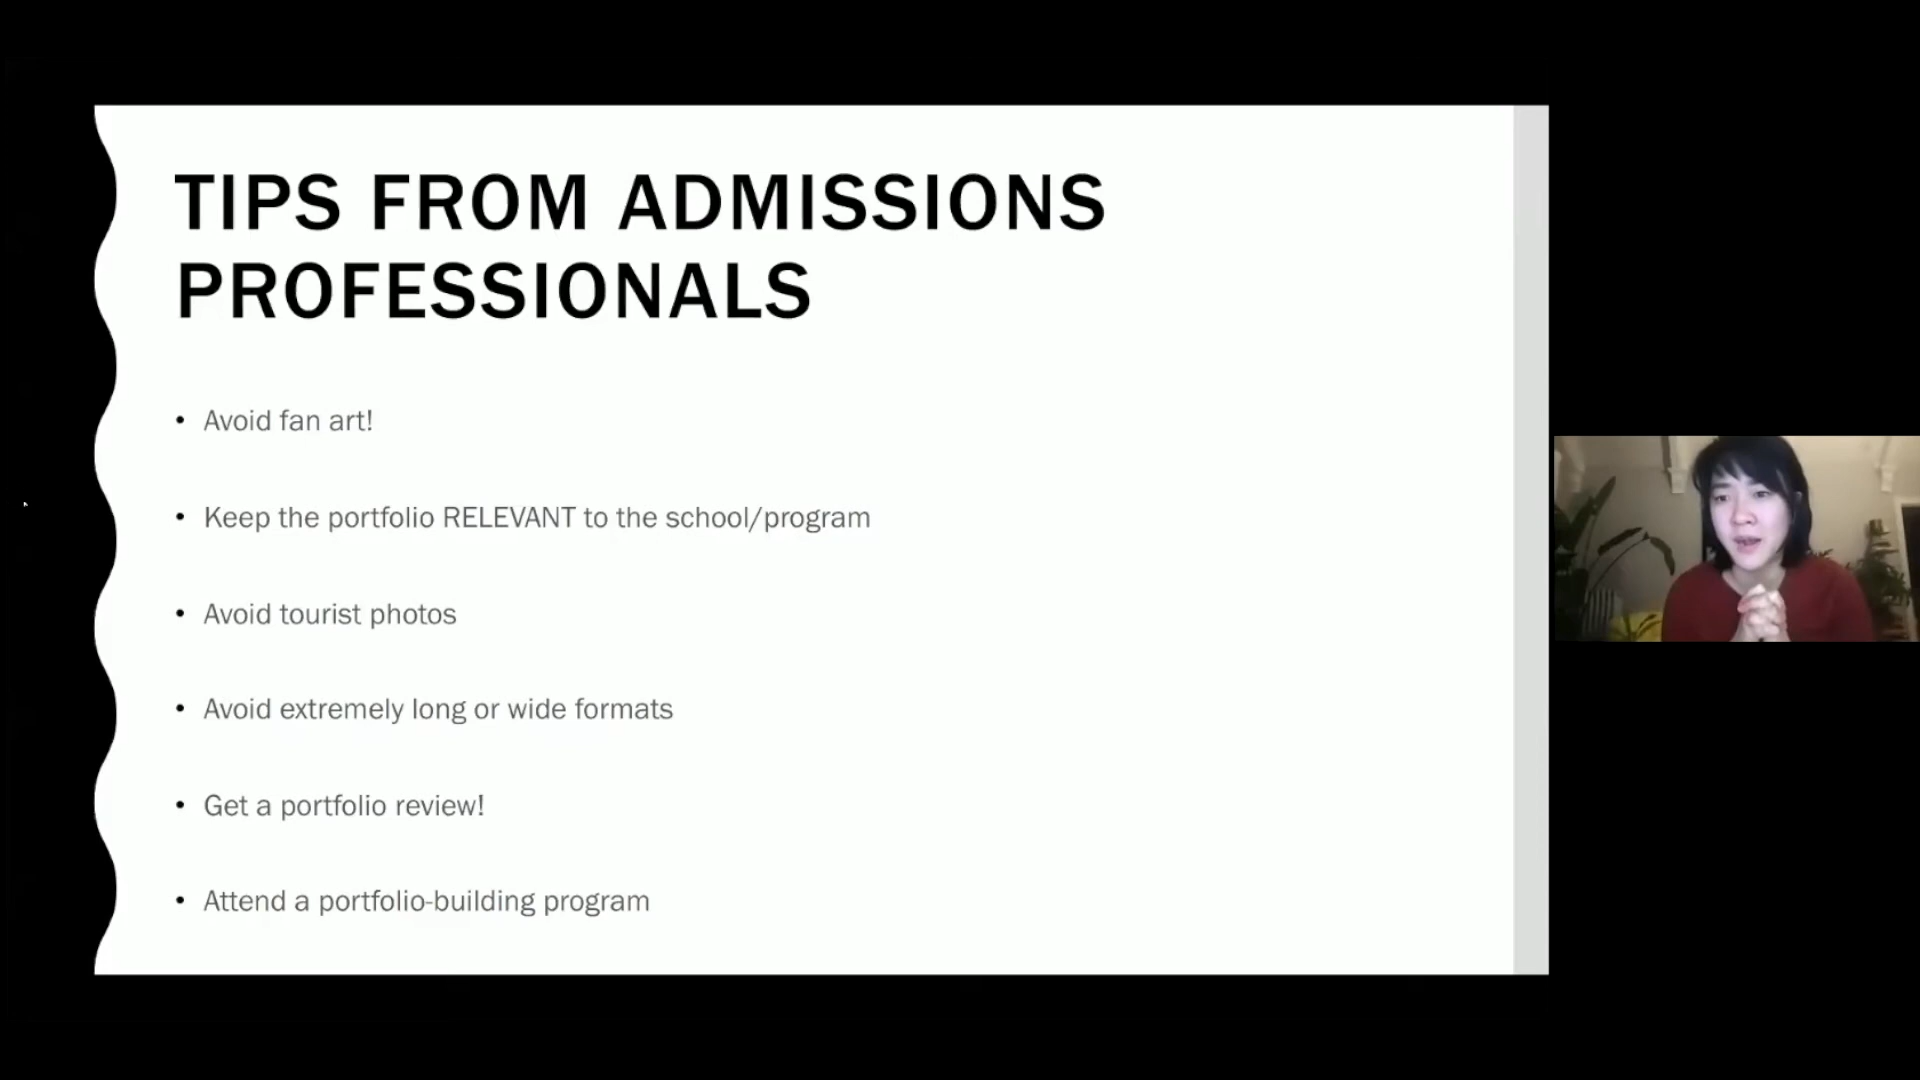 TIPS FROM ADMISSIONS
PROFESSIONALS
• Avoid fan art!
• Keep the portfolio RELEVANT to the school/program
• Avoid tourist photos
• Avoid extremely long or wide formats
• Get a portfolio review!
• Attend a portfolio-building program